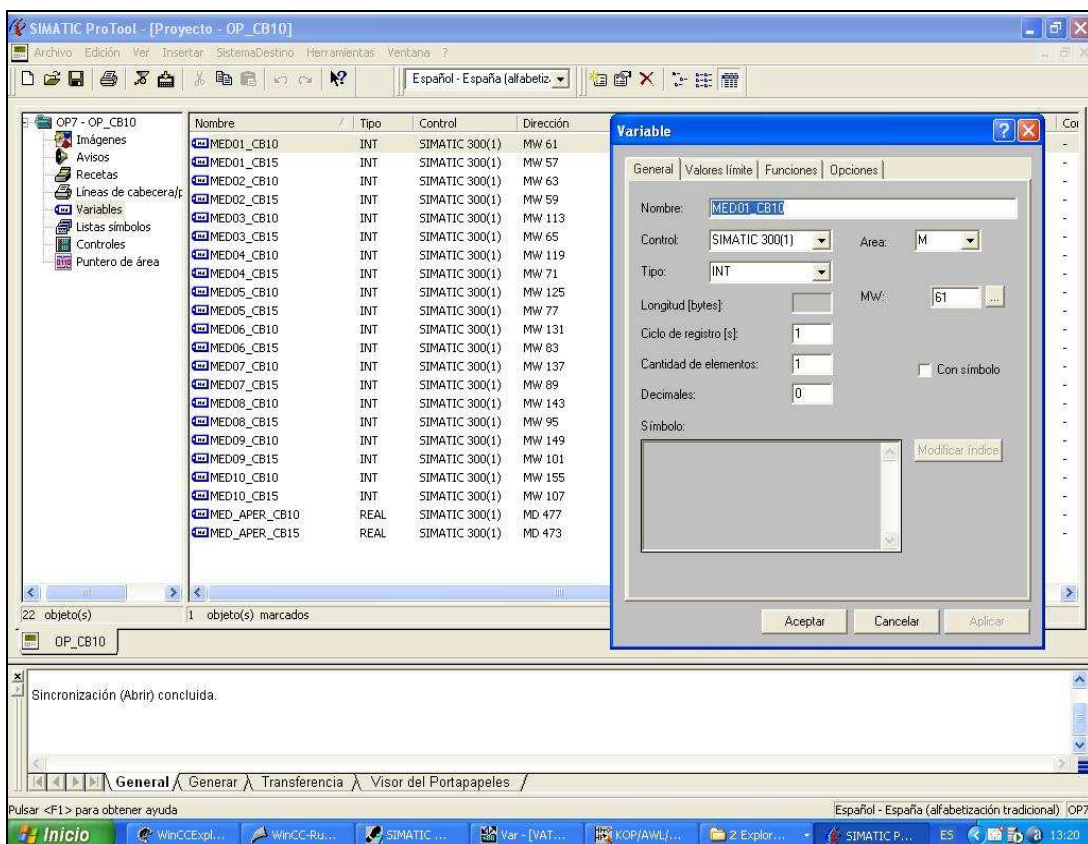 SIMATIC ProTool - [Proyecto - OP_CB10]
Archivo Edición Ver Insertar SistemaDestino Herramientas Ventana ?
Español - España (alfabetiz
OP7 - OP_CB10
Imágenes
Avisos
Recetas
Líneas de cabecera/p
Variables
Listas símbolos
Controles
Puntero de área
Nombre Tipo Control Dirección Coi
MED01_CB10 INT SIMATIC 300(1) MW 61 -
MED01_CB15 INT SIMATIC 300(1) MW 57 -
MED02_CB10 INT SIMATIC 300(1) MW 63 -
MED02_CB15 INT SIMATIC 300(1) MW 59 -
MED03_CB10 INT SIMATIC 300(1) MW 113 -
MED03_CB15 INT SIMATIC 300(1) MW 65 -
MED04_CB10 INT SIMATIC 300(1) MW 119 -
MED04_CB15 INT SIMATIC 300(1) MW 71 -
MED05_CB10 INT SIMATIC 300(1) MW 125 -
MED05_CB15 INT SIMATIC 300(1) MW 77 -
MED06_CB10 INT SIMATIC 300(1) MW 131 -
MED06_CB15 INT SIMATIC 300(1) MW 83 -
MED07_CB10 INT SIMATIC 300(1) MW 137 -
MED07_CB15 INT SIMATIC 300(1) MW 89 -
MED08_CB10 INT SIMATIC 300(1) MW 143 -
MED08_CB15 INT SIMATIC 300(1) MW 95 -
MED09_CB10 INT SIMATIC 300(1) MW 149 -
MED09_CB15 INT SIMATIC 300(1) MW 101 -
MED10_CB10 INT SIMATIC 300(1) MW 155 -
MED10_CB15 INT SIMATIC 300(1) MW 107 -
MED_APER_CB10 REAL SIMATIC 300(1) MD 477 -
MED_APER_CB15 REAL SIMATIC 300(1) MD 473 -
Variable
General Valores límite Funciones Opciones
Nombre: MED01_CB10
Control: SIMATIC 300(1) Area: M
Tipo: INT
MW: 61 ...
Longitud [bytes]:
Ciclo de registro [s]: 1
Cantidad de elementos: 1
Con símbolo
Decimales: 0
Símbolo:
Modificar índice
Aceptar Cancelar Aplicar
22 objeto(s) 1 objeto(s) marcados
OP_CB10
Sincronización (Abrir) concluida.
General Generar Transferencia Visor del Portapapeles
Pulsar <F1> para obtener ayuda Español - España (alfabetización tradicional) OP7
Inicio WinCCExpl... WinCC-Ru... SIMATIC ... Var - [VAT... KOP/AWL/... 2 Explor... SIMATIC P... ES 13:20